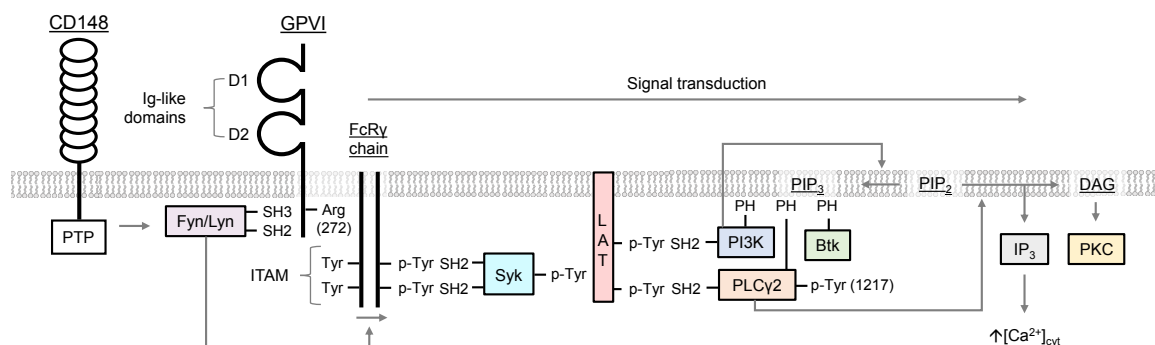 CD148
GPVI
D1
Ig-like
domains
D2
Signal transduction
FcRγ
chain
PIP3
PIP2
DAG
PTP
Fyn/Lyn
SH3
SH2
Arg
(272)
ITAM
Tyr
Tyr
p-Tyr
SH2
p-Tyr
SH2
Syk
p-Tyr
L
A
T
p-Tyr
SH2
p-Tyr
SH2
PH
PH
PH
PI3K
Btk
PLCγ2
p-Tyr (1217)
IP3
PKC
↑[Ca2+]cyt